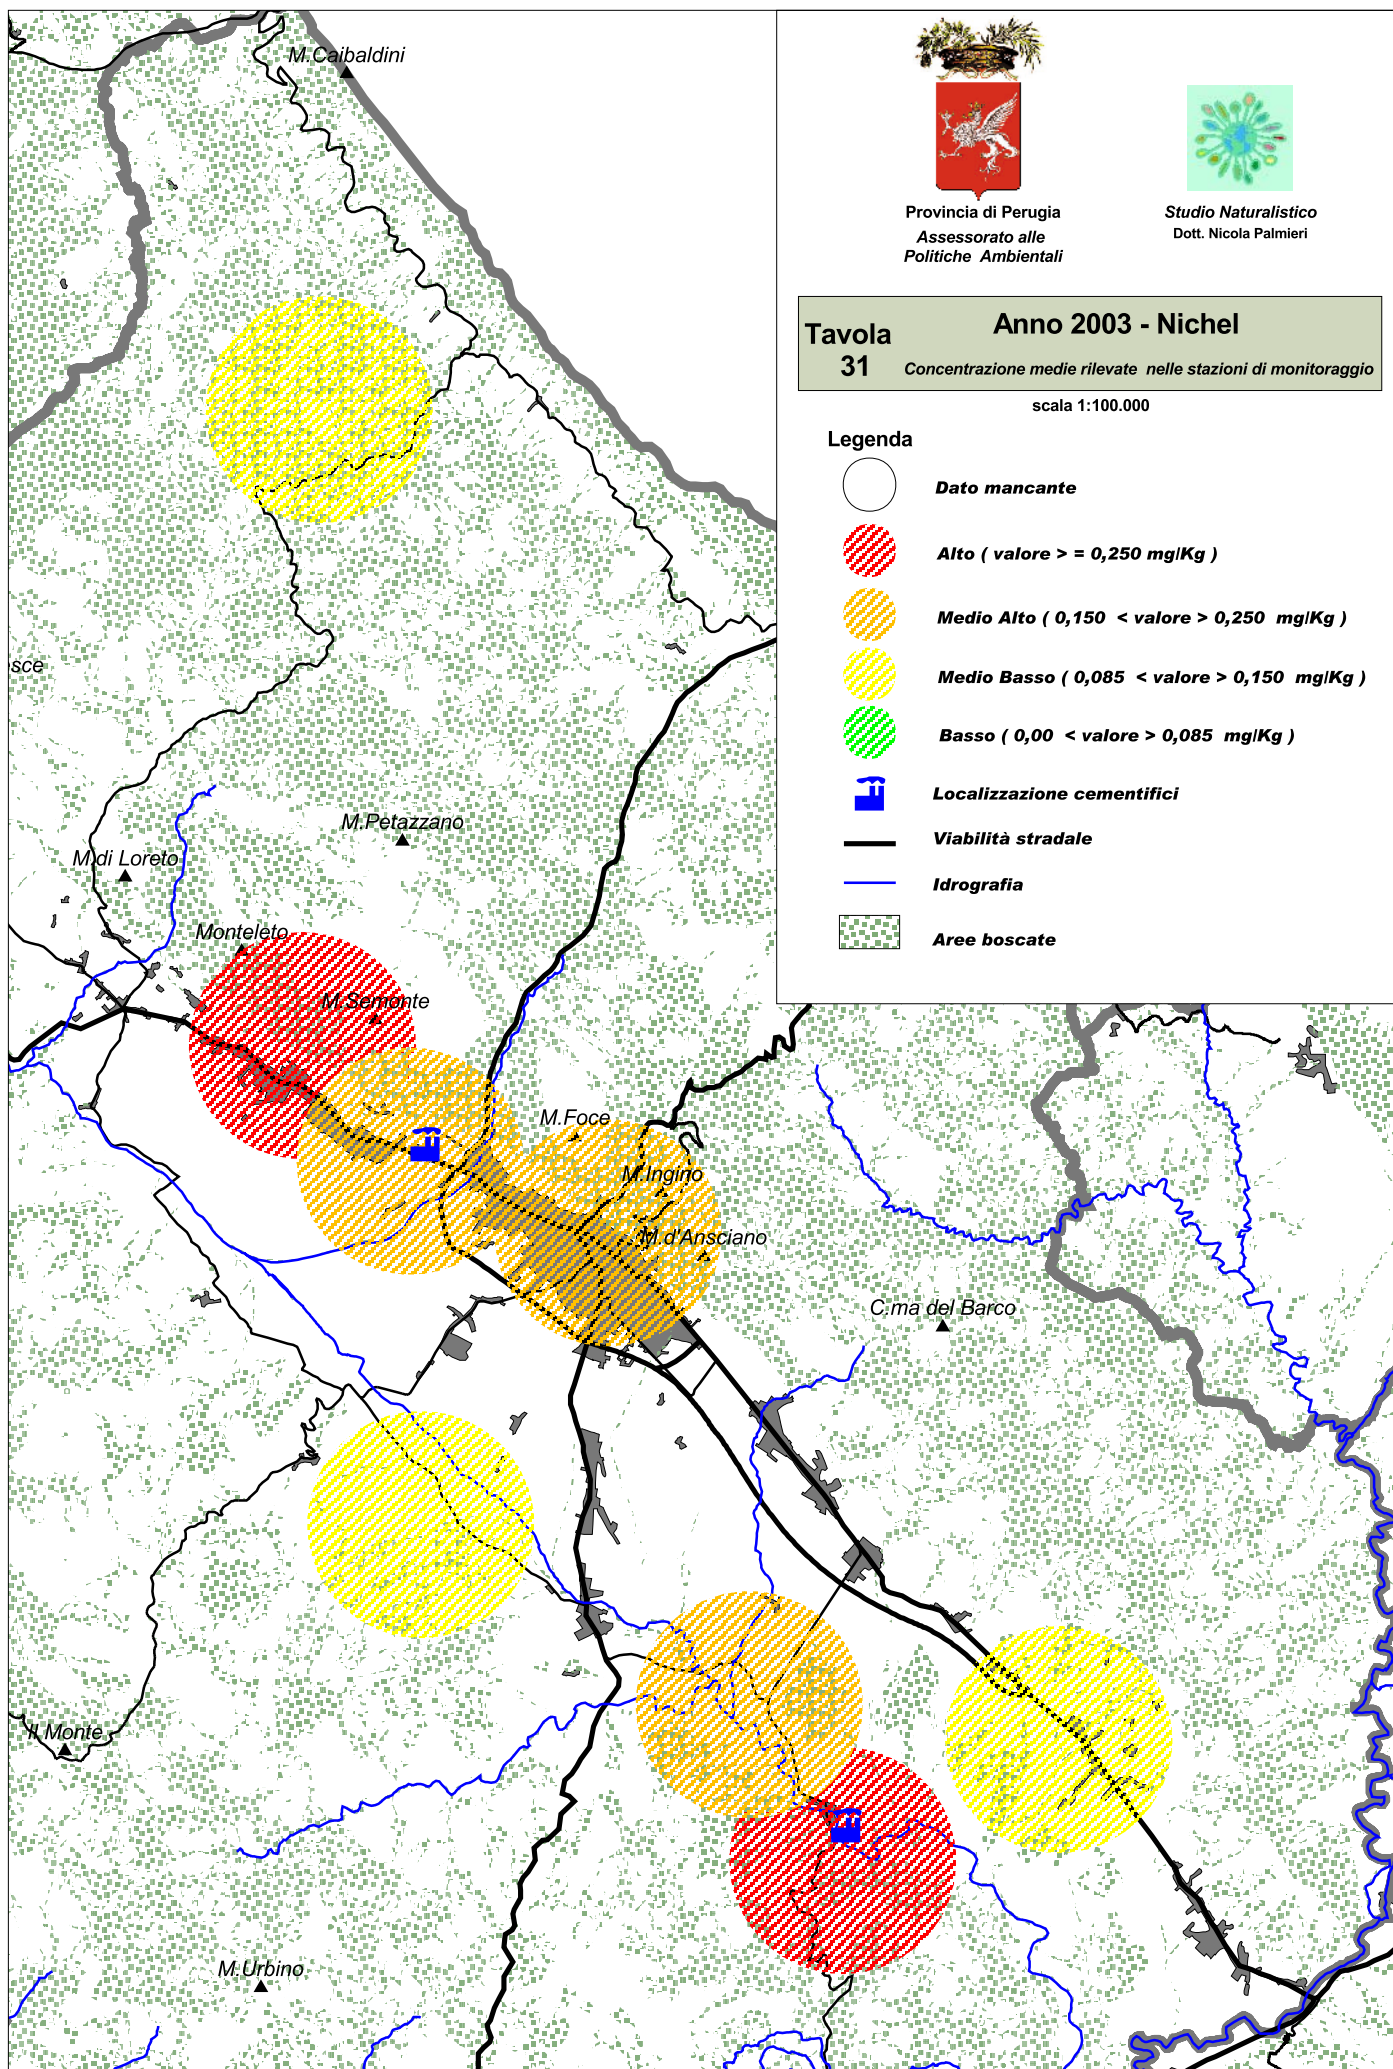 M.Caibaldini
Provincia di Perugia
Assessorato alle
Politiche Ambientali
Studio Naturalistico
Dott. Nicola Palmieri
Tavola
31
Anno 2003 - Nichel
Concentrazione medie rilevate nelle stazioni di monitoraggio
scala 1:100.000
Legenda
Dato mancante
Alto ( valore > = 0,250 mg/Kg )
Medio Alto ( 0,150 < valore > 0,250 mg/Kg )
Medio Basso ( 0,085 < valore > 0,150 mg/Kg )
Basso ( 0,00 < valore > 0,085 mg/Kg )
Localizzazione cementifici
Viabilità stradale
Idrografia
Aree boscate
sce
M.Petazzano
M.di Loreto
Monteleto
M.Semonte
M.Foce
M.Ingino
M.d'Ansciano
C.ma del Barco
Il Monte
M.Urbino